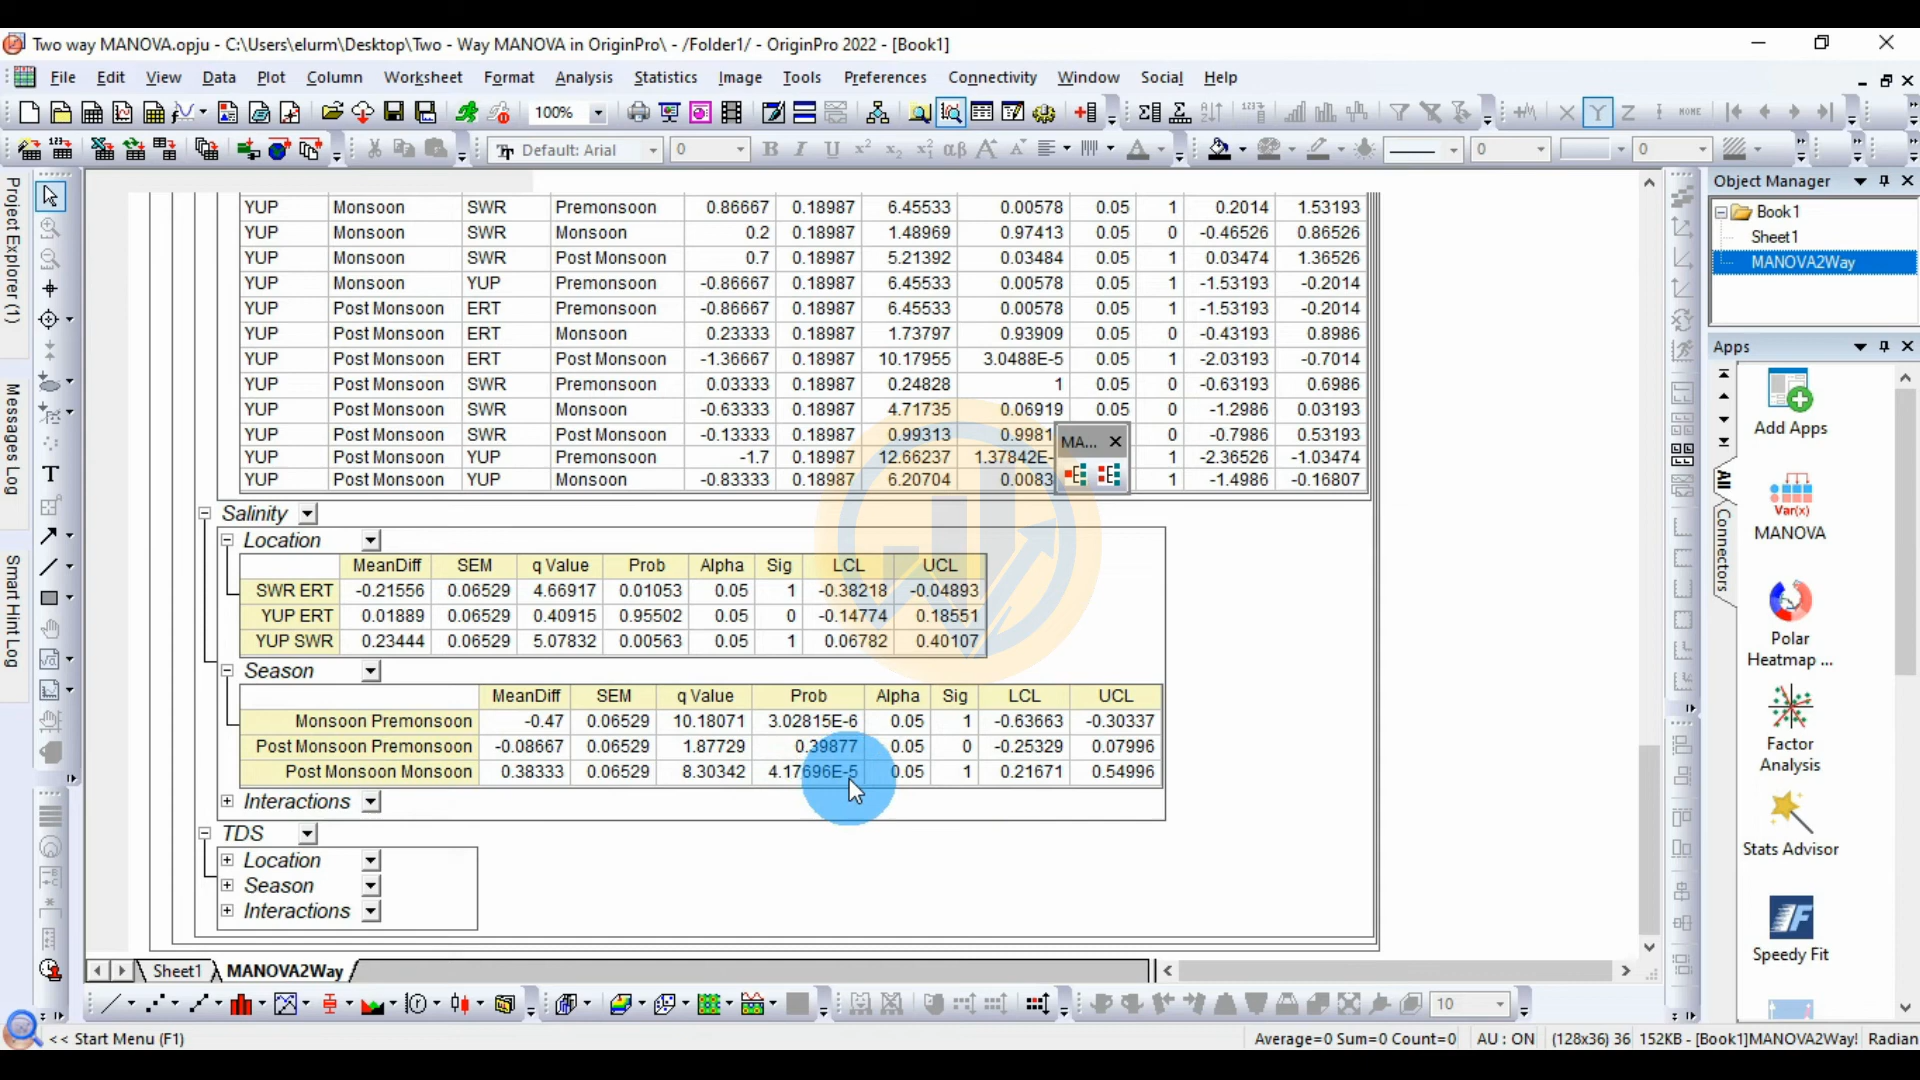 Two way MANOVA.opju - C:\Users\elurm\Desktop\Two - Way MANOVA in OriginPro\ - /Folder1/ - OriginPro 2022 - [Book1]
File Edit View Data Plot Column Worksheet Format Analysis Statistics Image Tools Preferences Connectivity Window Social Help
100%
Default: Arial 0 B I U 0 0
Project Explorer (1)
Messages Log
Smart Hint Log
YUP Monsoon SWR Premonsoon 0.86667 0.18987 6.45533 0.00578 0.05 1 0.2014 1.53193
YUP Monsoon SWR Monsoon 0.2 0.18987 1.48969 0.97413 0.05 0 -0.46526 0.86526
YUP Monsoon SWR Post Monsoon 0.7 0.18987 5.21392 0.03484 0.05 1 0.03474 1.36526
YUP Monsoon YUP Premonsoon -0.86667 0.18987 6.45533 0.00578 0.05 1 -1.53193 -0.2014
YUP Post Monsoon ERT Premonsoon -0.86667 0.18987 6.45533 0.00578 0.05 1 -1.53193 -0.2014
YUP Post Monsoon ERT Monsoon 0.23333 0.18987 1.73797 0.93909 0.05 0 -0.43193 0.8986
YUP Post Monsoon ERT Post Monsoon -1.36667 0.18987 10.17955 3.0488E-5 0.05 1 -2.03193 -0.7014
YUP Post Monsoon SWR Premonsoon 0.03333 0.18987 0.24828 1 0.05 0 -0.63193 0.6986
YUP Post Monsoon SWR Monsoon -0.63333 0.18987 4.71735 0.06919 0.05 0 -1.2986 0.03193
YUP Post Monsoon SWR Post Monsoon -0.13333 0.18987 0.99313 0.9981 0 -0.7986 0.53193
YUP Post Monsoon YUP Premonsoon -1.7 0.18987 12.66237 1.37842E- 1 -2.36526 -1.03474
YUP Post Monsoon YUP Monsoon -0.83333 0.18987 6.20704 0.0083 1 -1.4986 -0.16807
MA...
Salinity
Location
MeanDiff SEM q Value Prob Alpha Sig LCL UCL
SWR ERT -0.21556 0.06529 4.66917 0.01053 0.05 1 -0.38218 -0.04893
YUP ERT 0.01889 0.06529 0.40915 0.95502 0.05 0 -0.14774 0.18551
YUP SWR 0.23444 0.06529 5.07832 0.00563 0.05 1 0.06782 0.40107
Season
MeanDiff SEM q Value Prob Alpha Sig LCL UCL
Monsoon Premonsoon -0.47 0.06529 10.18071 3.02815E-6 0.05 1 -0.63663 -0.30337
Post Monsoon Premonsoon -0.08667 0.06529 1.87729 0.39877 0.05 0 -0.25329 0.07996
Post Monsoon Monsoon 0.38333 0.06529 8.30342 4.17696E-5 0.05 1 0.21671 0.54996
Interactions
TDS
Location
Season
Interactions
Sheet1 MANOVA2Way
Object Manager
Book1
Sheet1
MANOVA2Way
Apps
All
Connectors
Add Apps
Var(x)
MANOVA
Polar
Heatmap ...
Factor
Analysis
Stats Advisor
Speedy Fit
10
<< Start Menu (F1)
Average=0 Sum=0 Count=0 AU : ON (128x36) 36 152KB - [Book1]MANOVA2Way! Radian